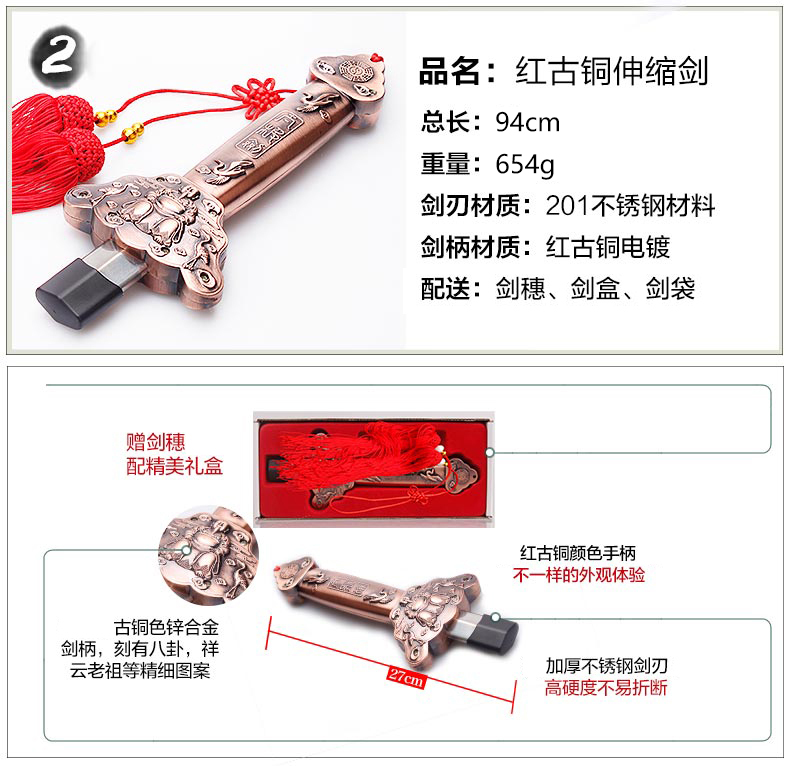 2
品名：红古铜伸缩剑
总长：94cm
重量：654g
剑刃材质：201不锈钢材料
剑柄材质：红古铜电镀
配送：剑穗、剑盒、剑袋
赠剑穗
配精美礼盒
红古铜颜色手柄
不一样的外观体验
古铜色锌合金
剑柄，刻有八卦，祥
云老祖等精细图案
27cm
加厚不锈钢剑刃
高硬度不易折断